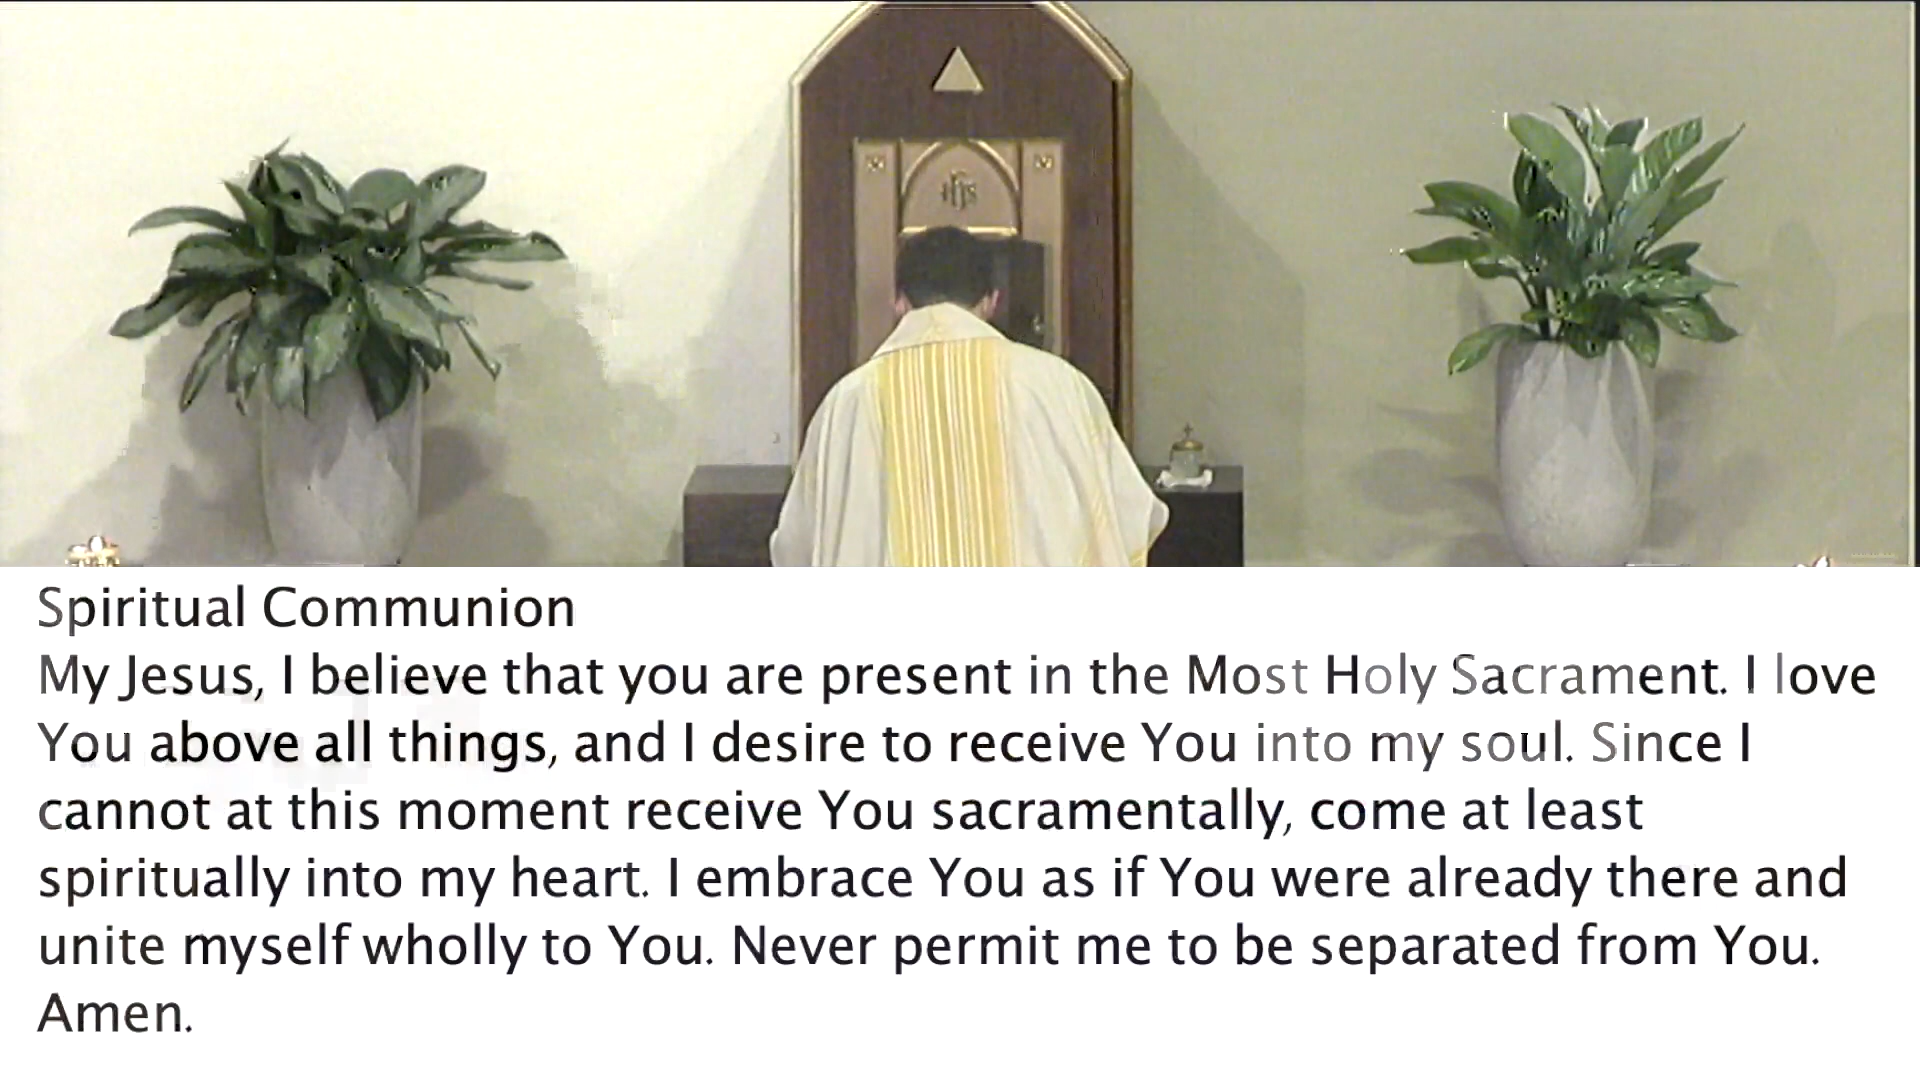 IHS
Spiritual Communion
My Jesus, I believe that you are present in the Most Holy Sacrament. I love
You above all things, and I desire to receive You into my soul. Since I
cannot at this moment receive You sacramentally, come at least
spiritually into my heart. I embrace You as if You were already there and
unite myself wholly to You. Never permit me to be separated from You.
Amen.